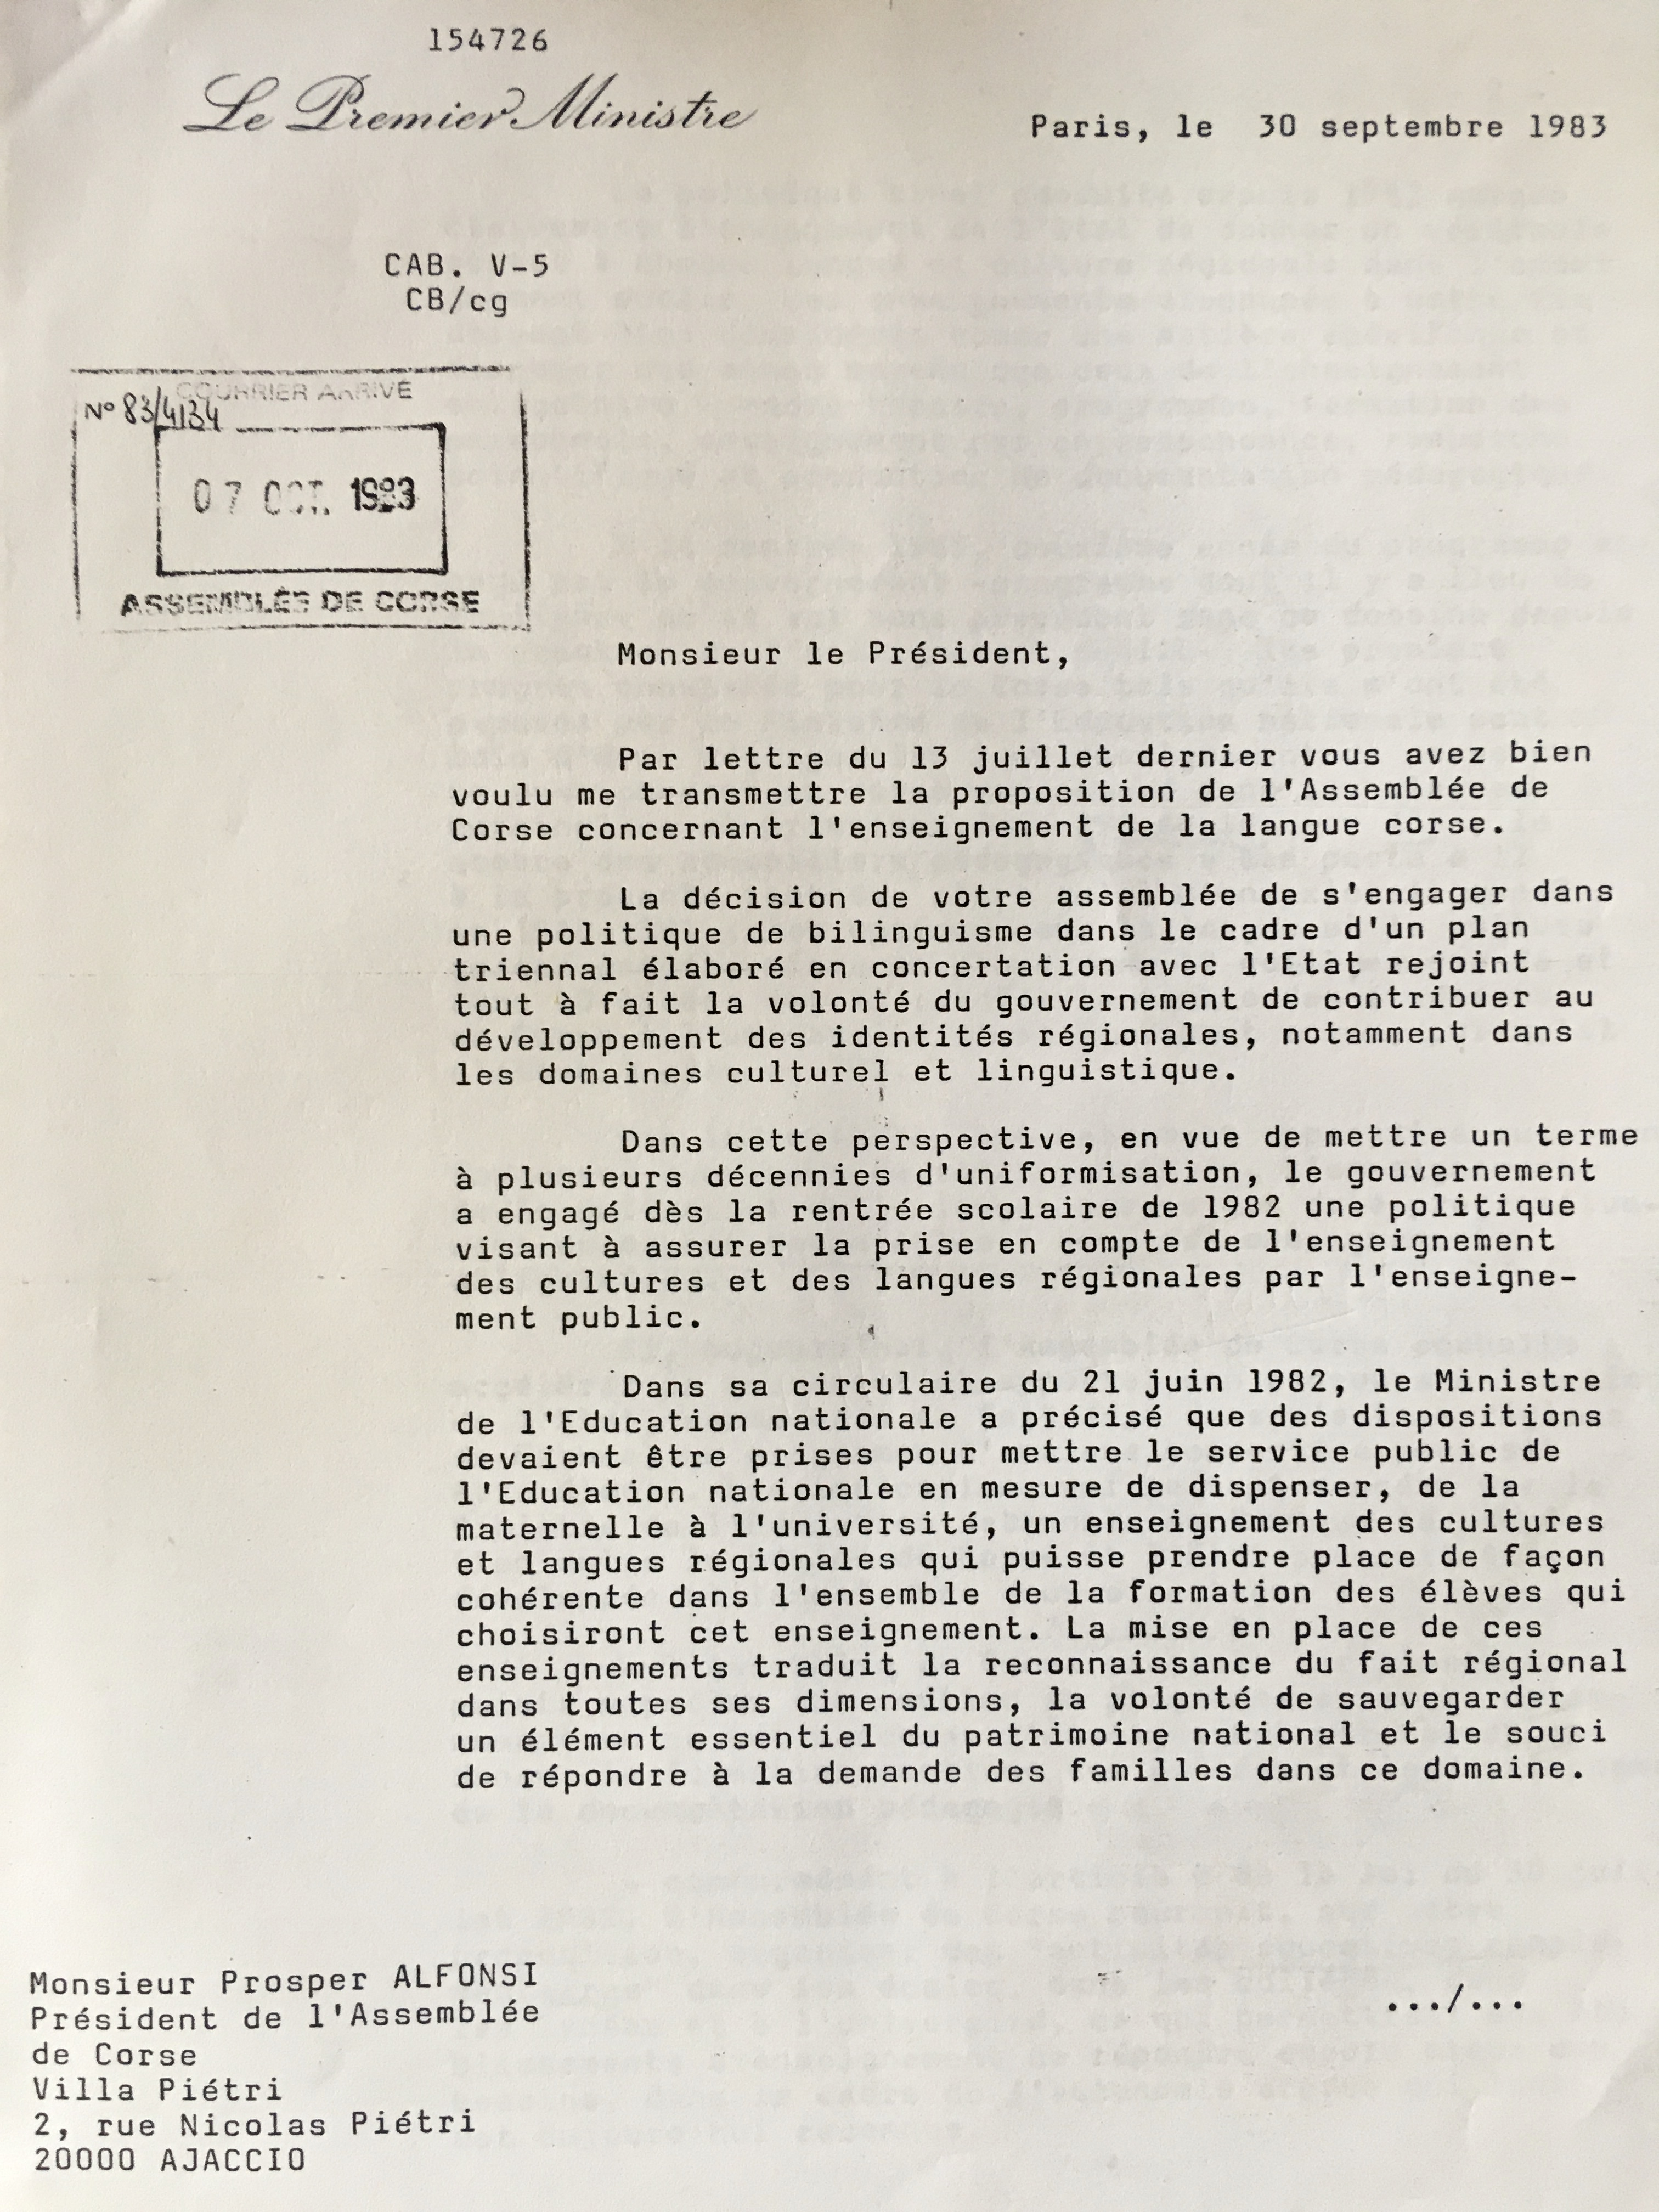 154726
Le Premier Ministre
Paris, le 30 septembre 1983
CAB. V-5
CB/cg
COURRIER ARRIVÉ
N° 83/4134
07 OCT. 1983
ASSEMBLÉE DE CORSE
Monsieur le Président,
Par lettre du 13 juillet dernier vous avez bien
voulu me transmettre la proposition de l'Assemblée de
Corse concernant l'enseignement de la langue corse.
La décision de votre assemblée de s'engager dans
une politique de bilinguisme dans le cadre d'un plan
triennal élaboré en concertation avec l'Etat rejoint
tout à fait la volonté du gouvernement de contribuer au
développement des identités régionales, notamment dans
les domaines culturel et linguistique.
Dans cette perspective, en vue de mettre un terme
à plusieurs décennies d'uniformisation, le gouvernement
a engagé dès la rentrée scolaire de 1982 une politique
visant à assurer la prise en compte de l'enseignement
des cultures et des langues régionales par l'enseigne-
ment public.
Dans sa circulaire du 21 juin 1982, le Ministre
de l'Education nationale a précisé que des dispositions
devaient être prises pour mettre le service public de
l'Education nationale en mesure de dispenser, de la
maternelle à l'université, un enseignement des cultures
et langues régionales qui puisse prendre place de façon
cohérente dans l'ensemble de la formation des élèves qui
choisiront cet enseignement. La mise en place de ces
enseignements traduit la reconnaissance du fait régional
dans toutes ses dimensions, la volonté de sauvegarder
un élément essentiel du patrimoine national et le souci
de répondre à la demande des familles dans ce domaine.
Monsieur Prosper ALFONSI
Président de l'Assemblée
de Corse
Villa Piétri
2, rue Nicolas Piétri
20000 AJACCIO
.../...